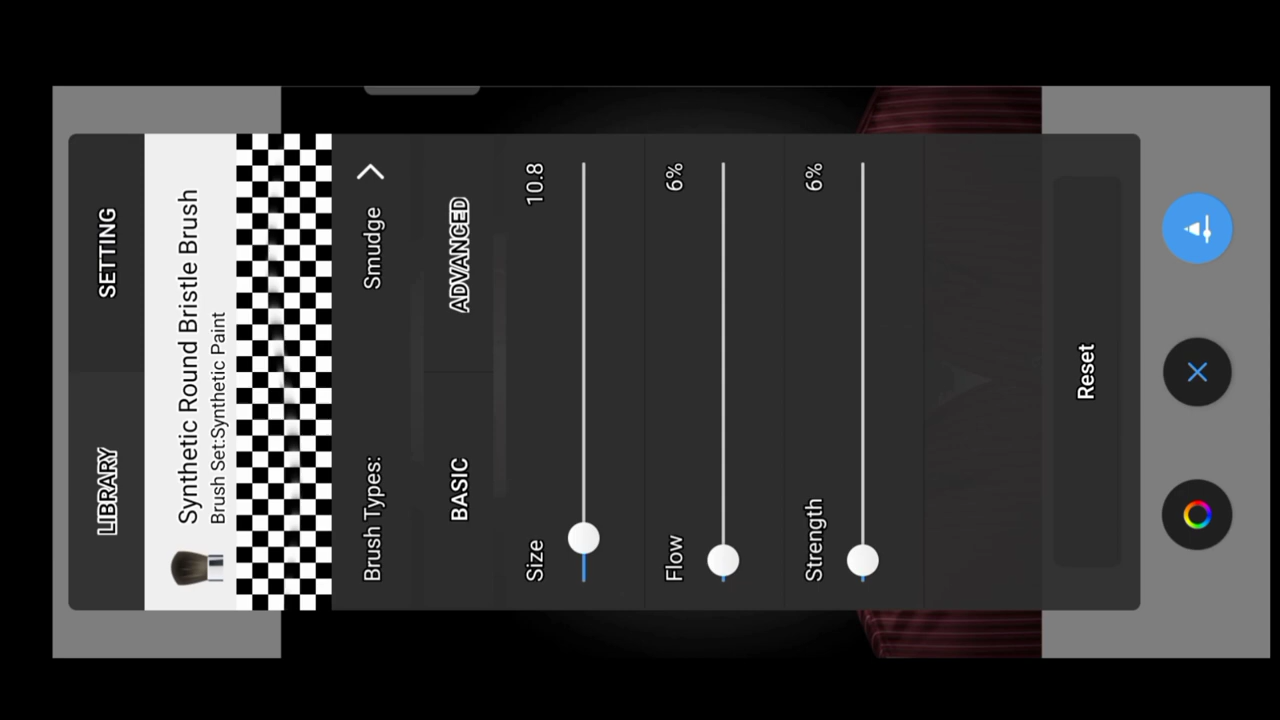 LIBRARY SETTING
Synthetic Round Bristle Brush
Brush Set:Synthetic Paint
Brush Types: Smudge
BASIC ADVANCED
Size 10.8
Flow 6%
Strength 6%
Reset